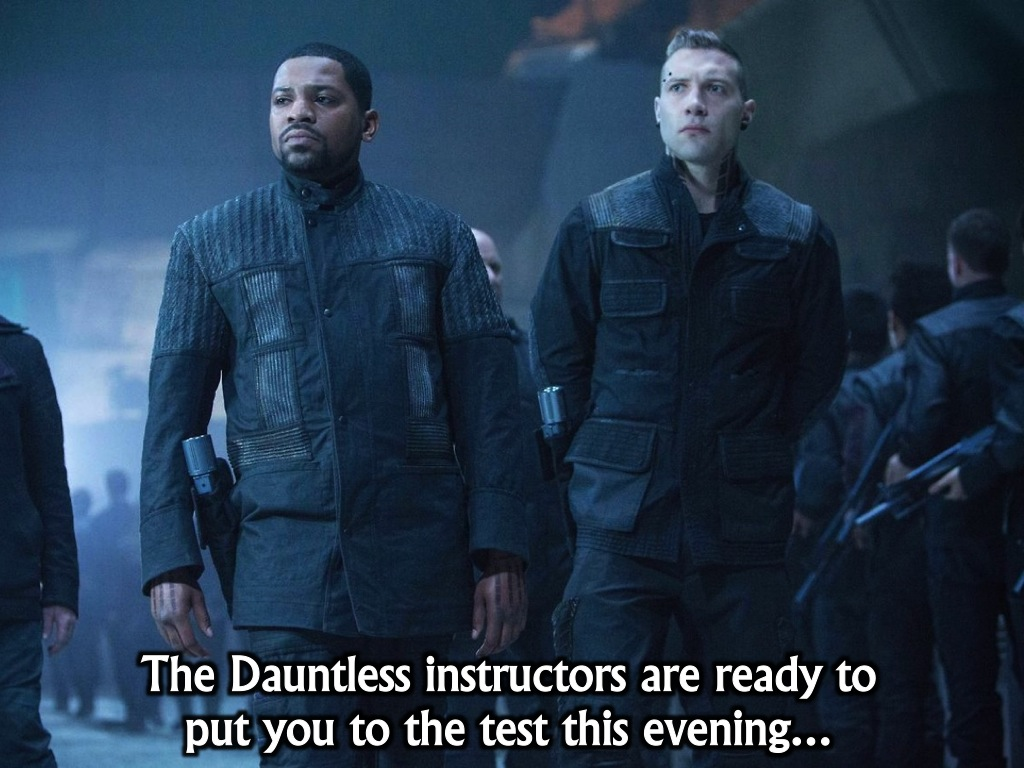 The Dauntless instructors are ready to
put you to the test this evening...